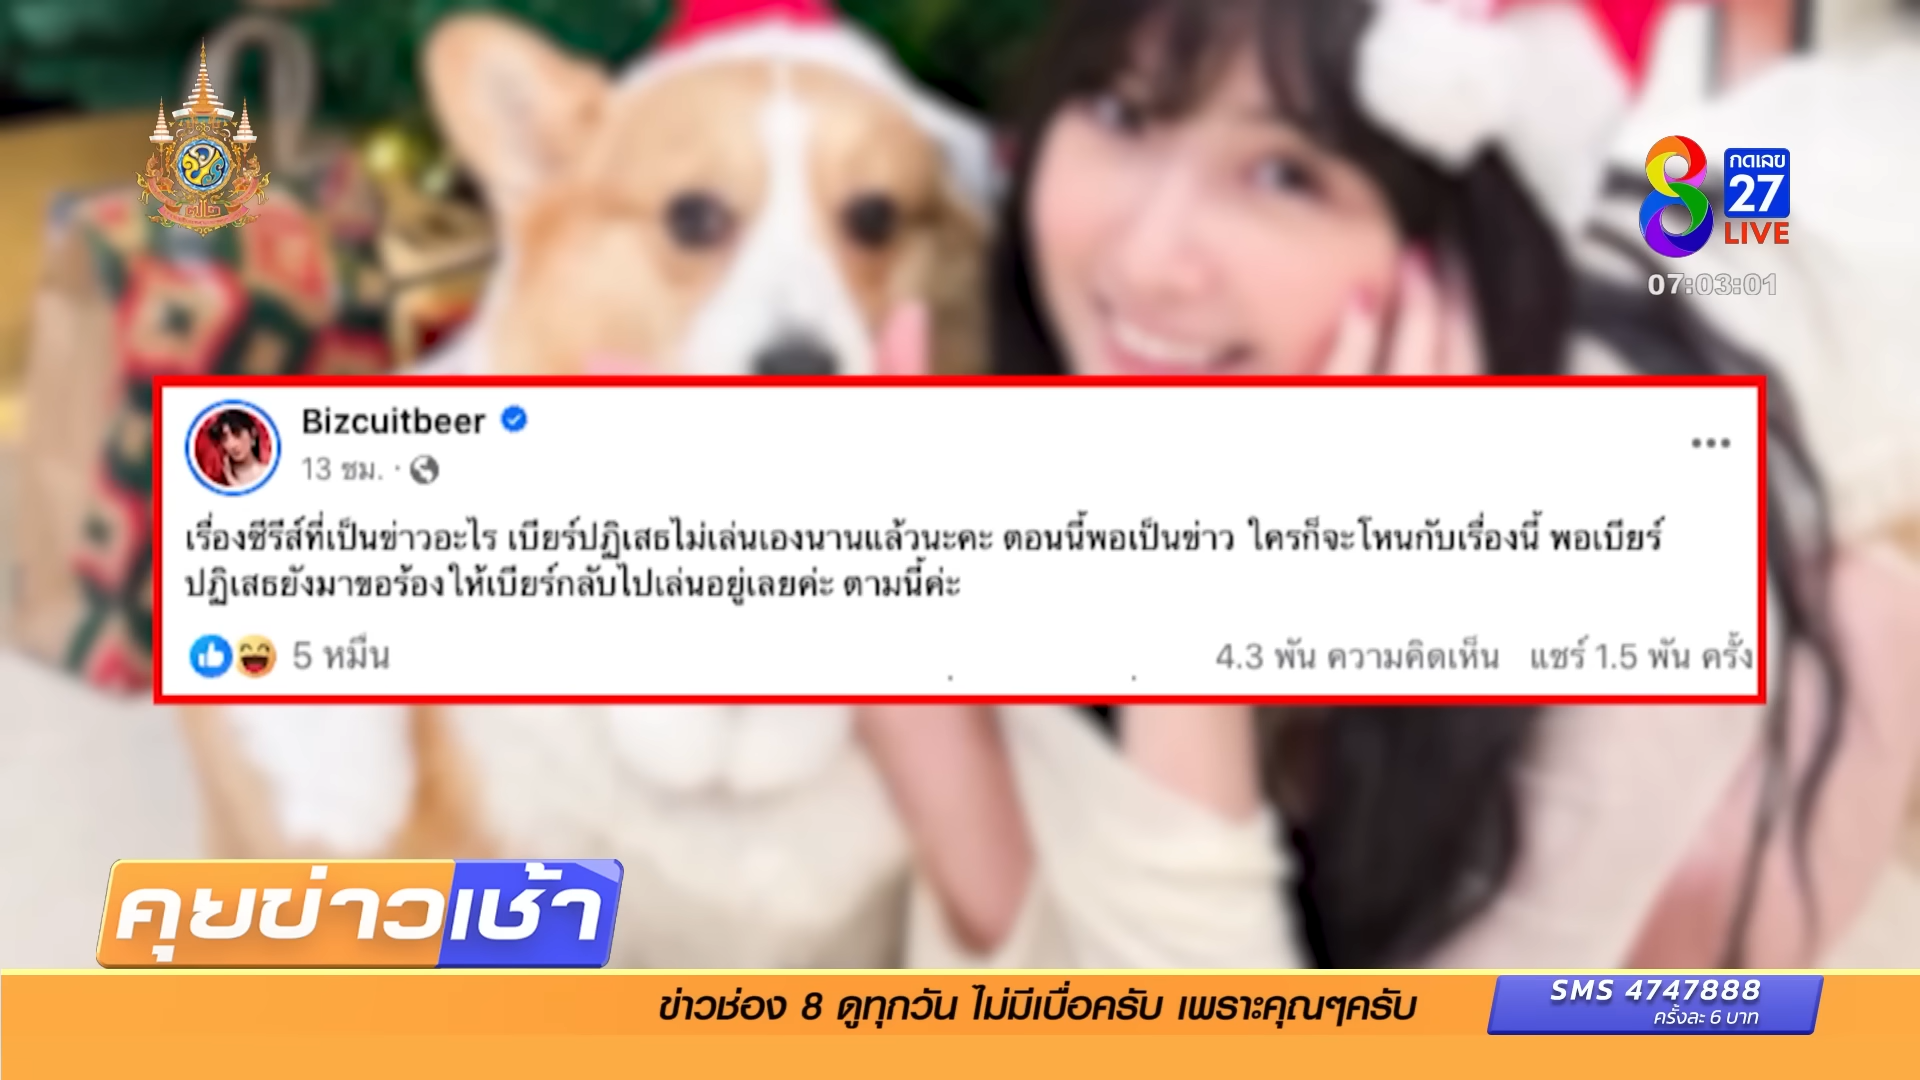 กดเลข
27
LIVE
07:03:01
Bizcuitbeer
13 ชม. ·
เรื่องซีรีส์ที่เป็นข่าวอะไร เบียร์ปฏิเสธไม่เล่นเองนานแล้วนะคะ ตอนนี้พอเป็นข่าว ใครก็จะโหนกับเรื่องนี้ พอเบียร์
ปฏิเสธยังมาขอร้องให้เบียร์กลับไปเล่นอยู่เลยค่ะ ตามนี้ค่ะ
5 หมื่น 4.3 พัน ความคิดเห็น แชร์ 1.5 พัน ครั้ง
คุยข่าวเช้า
ข่าวช่อง 8 ดูทุกวัน ไม่มีเบื่อครับ เพราะคุณๆครับ
SMS 4747888
ครั้งละ 6 บาท